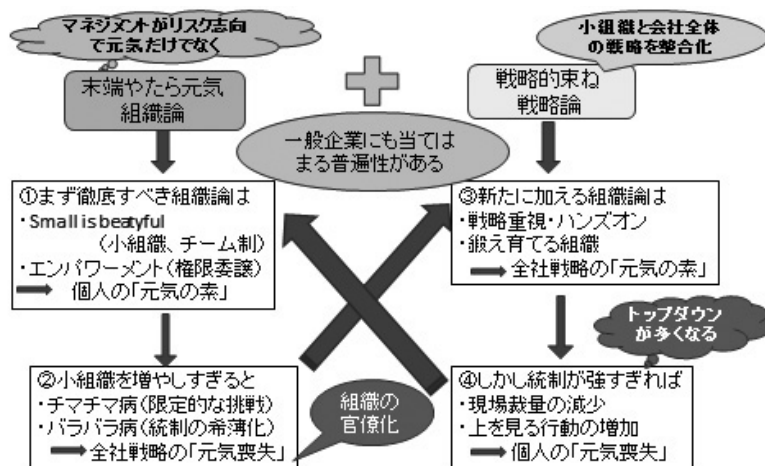 マネジメントがリスク志向
で元気だけでなく
小組織と会社全体
の戦略を整合化
末端やたら元気
組織論
戦略的束ね
戦略論
一般企業にも当ては
まる普遍性がある
①まず徹底すべき組織論は
・Small is beatyful
(小組織、チーム制)
・エンパワーメント(権限委譲)
個人の「元気の素」
③新たに加える組織論は
・戦略重視・ハンズオン
・鍛え育てる組織
全社戦略の「元気の素」
トップダウン
が多くなる
②小組織を増やしすぎると
・チマチマ病(限定的な挑戦)
・バラバラ病(統制の希薄化)
全社戦略の「元気喪失」
組織の
官僚化
④しかし統制が強すぎれば
・現場裁量の減少
・上を見る行動の増加
個人の「元気喪失」